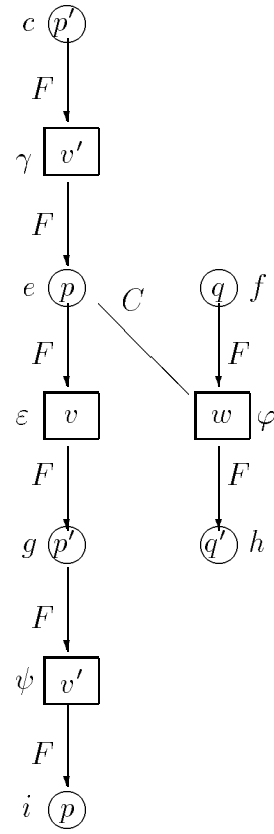 c p′
F
γ v′
F
e p C q f
F F
ε v w φ
F F
g p′ q′ h
F
ψ v′
F
i p